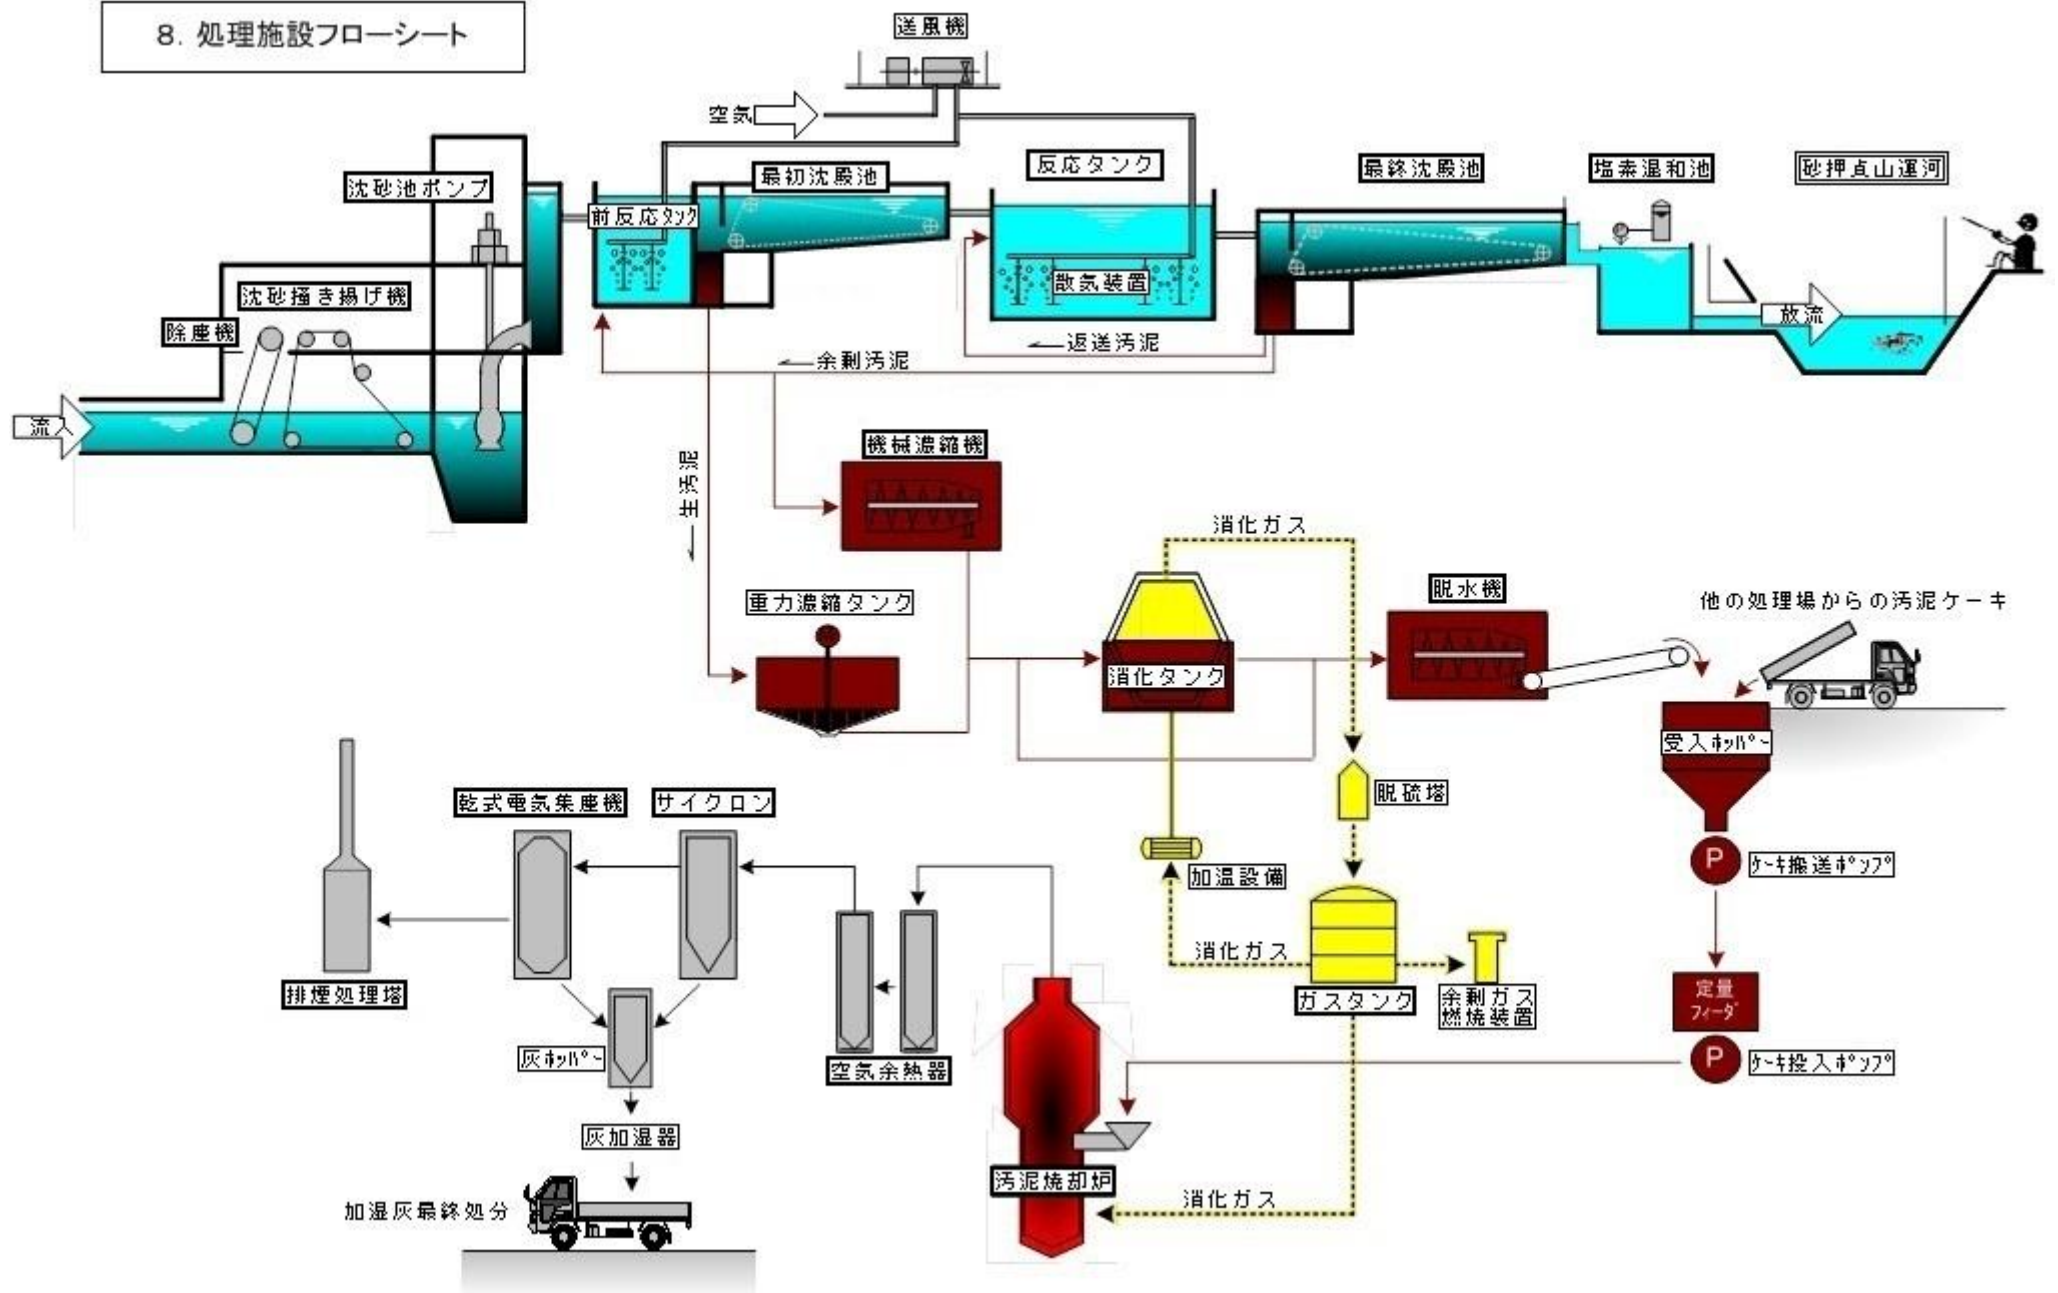 8. 処理施設フローシート
送風機
空気
沈砂池ポンプ
最初沈殿池
反応タンク
最終沈殿池
塩素混和池
砂押貞山運河
前反応タンク
散気装置
沈砂掻き揚げ機
除塵機
放流
返送汚泥
余剰汚泥
流入
機械濃縮機
生汚泥
消化ガス
重力濃縮タンク
脱水機
他の処理場からの汚泥ケーキ
消化タンク
受入ホッパー
脱硫塔
乾式電気集塵機
サイクロン
ケーキ搬送ポンプ
P
加温設備
消化ガス
排煙処理塔
ガスタンク
余剰ガス
燃焼装置
定量
フィーダ
灰ホッパー
空気余熱器
P
ケーキ投入ポンプ
灰加湿器
汚泥焼却炉
消化ガス
加湿灰最終処分